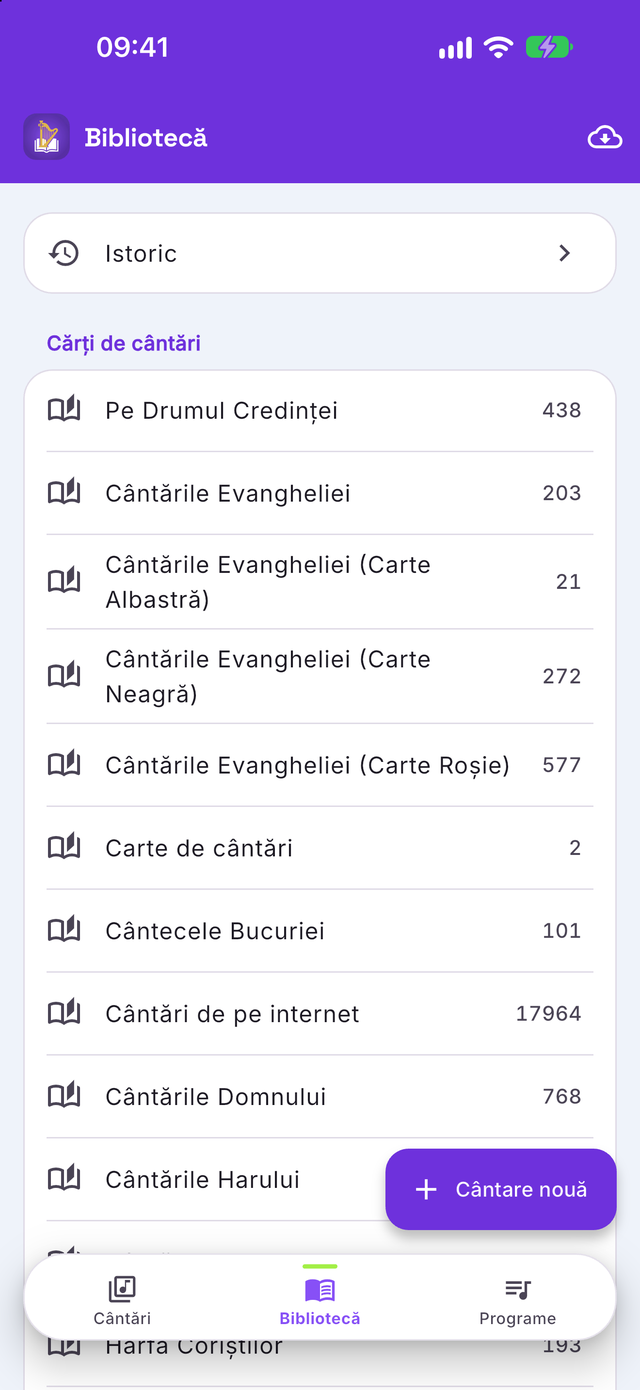 09:41
Bibliotecă
Istoric
Cărți de cântări
Pe Drumul Credinței 438
Cântările Evangheliei 203
Cântările Evangheliei (Carte
Albastră) 21
Cântările Evangheliei (Carte
Neagră) 272
Cântările Evangheliei (Carte Roșie) 577
Carte de cântări 2
Cântecele Bucuriei 101
Cântări de pe internet 17964
Cântările Domnului 768
Cântările Harului
Cântare nouă
Cântări
Bibliotecă
Programe
Harfa Coriștilor 193